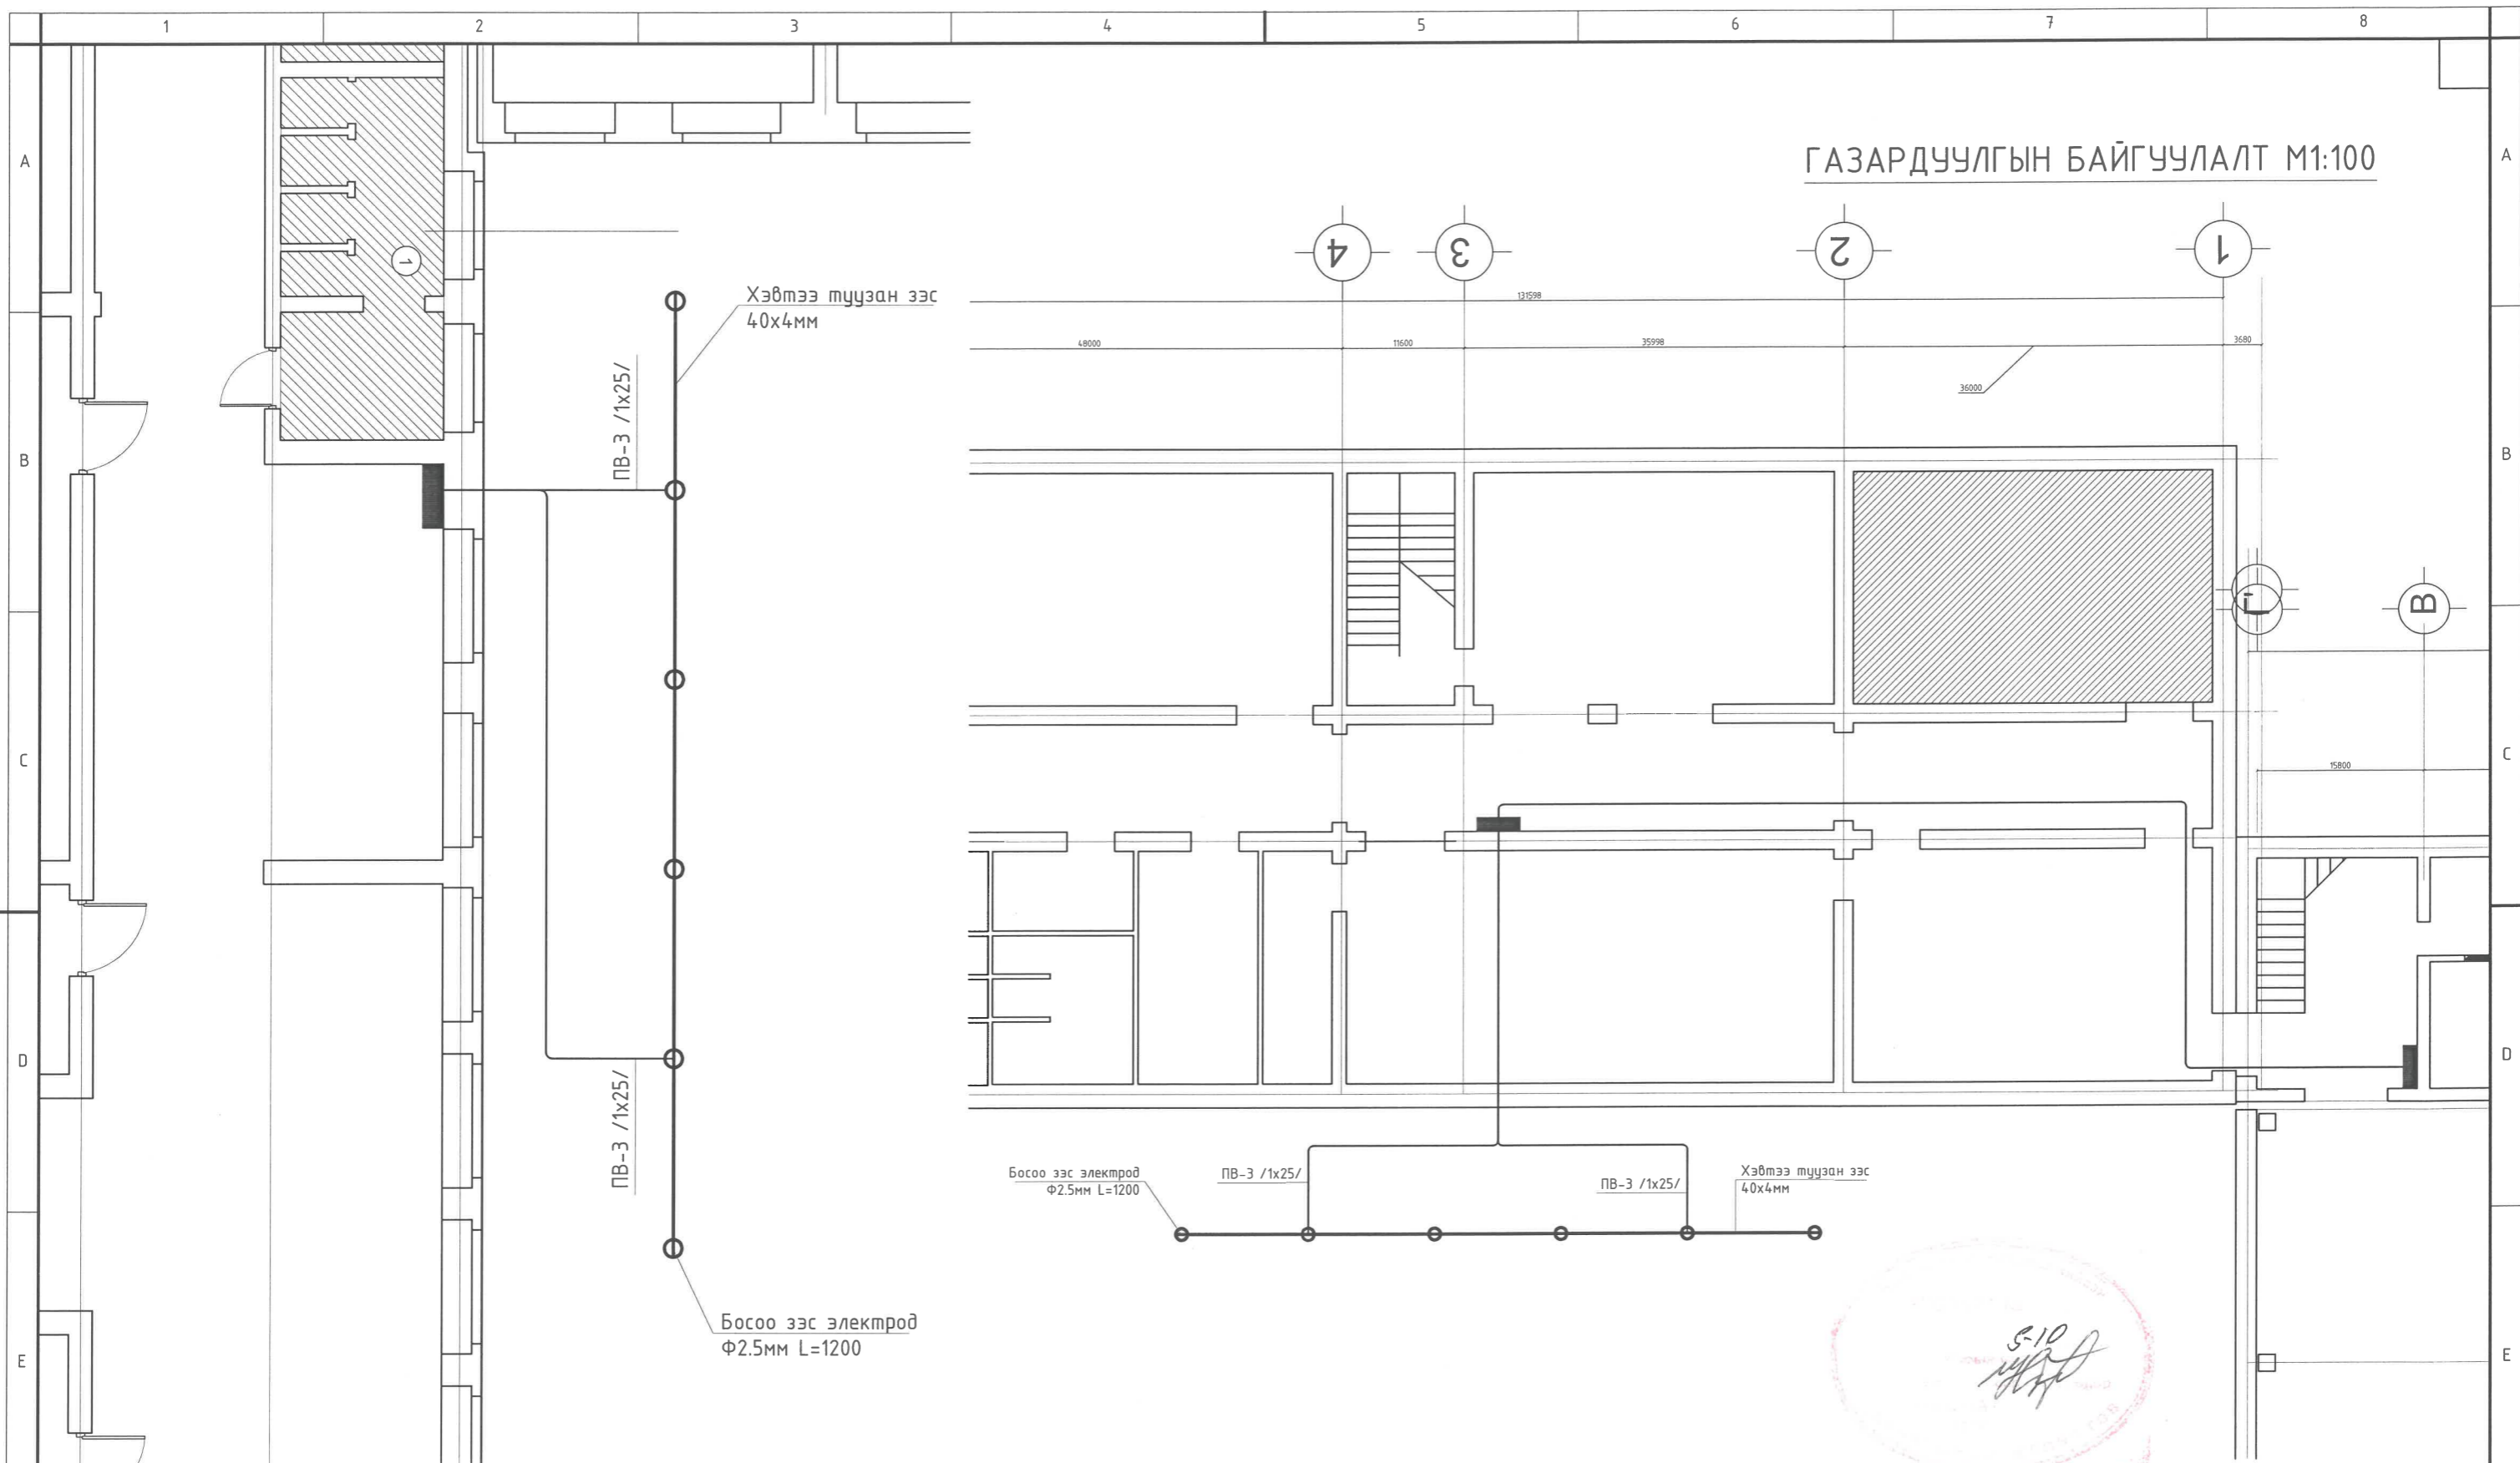 1 2 3 4 5 6 7 8
A
A
ГАЗАРДУУЛГЫН БАЙГУУЛАЛТ М1:100
4 3 2 1
1
Хэвтээ туузан зэс
40х4мм
131598
48000 11600 35998 3680
36000
ПВ-3 /1х25/
B
B
Г'
В
C
C
15800
D
D
ПВ-3 /1х25/
Босоо зэс электрод
Ф2.5мм L=1200
ПВ-3 /1х25/
ПВ-3 /1х25/
Хэвтээ туузан зэс
40х4мм
Босоо зэс электрод
Ф2.5мм L=1200
5-10
E
E